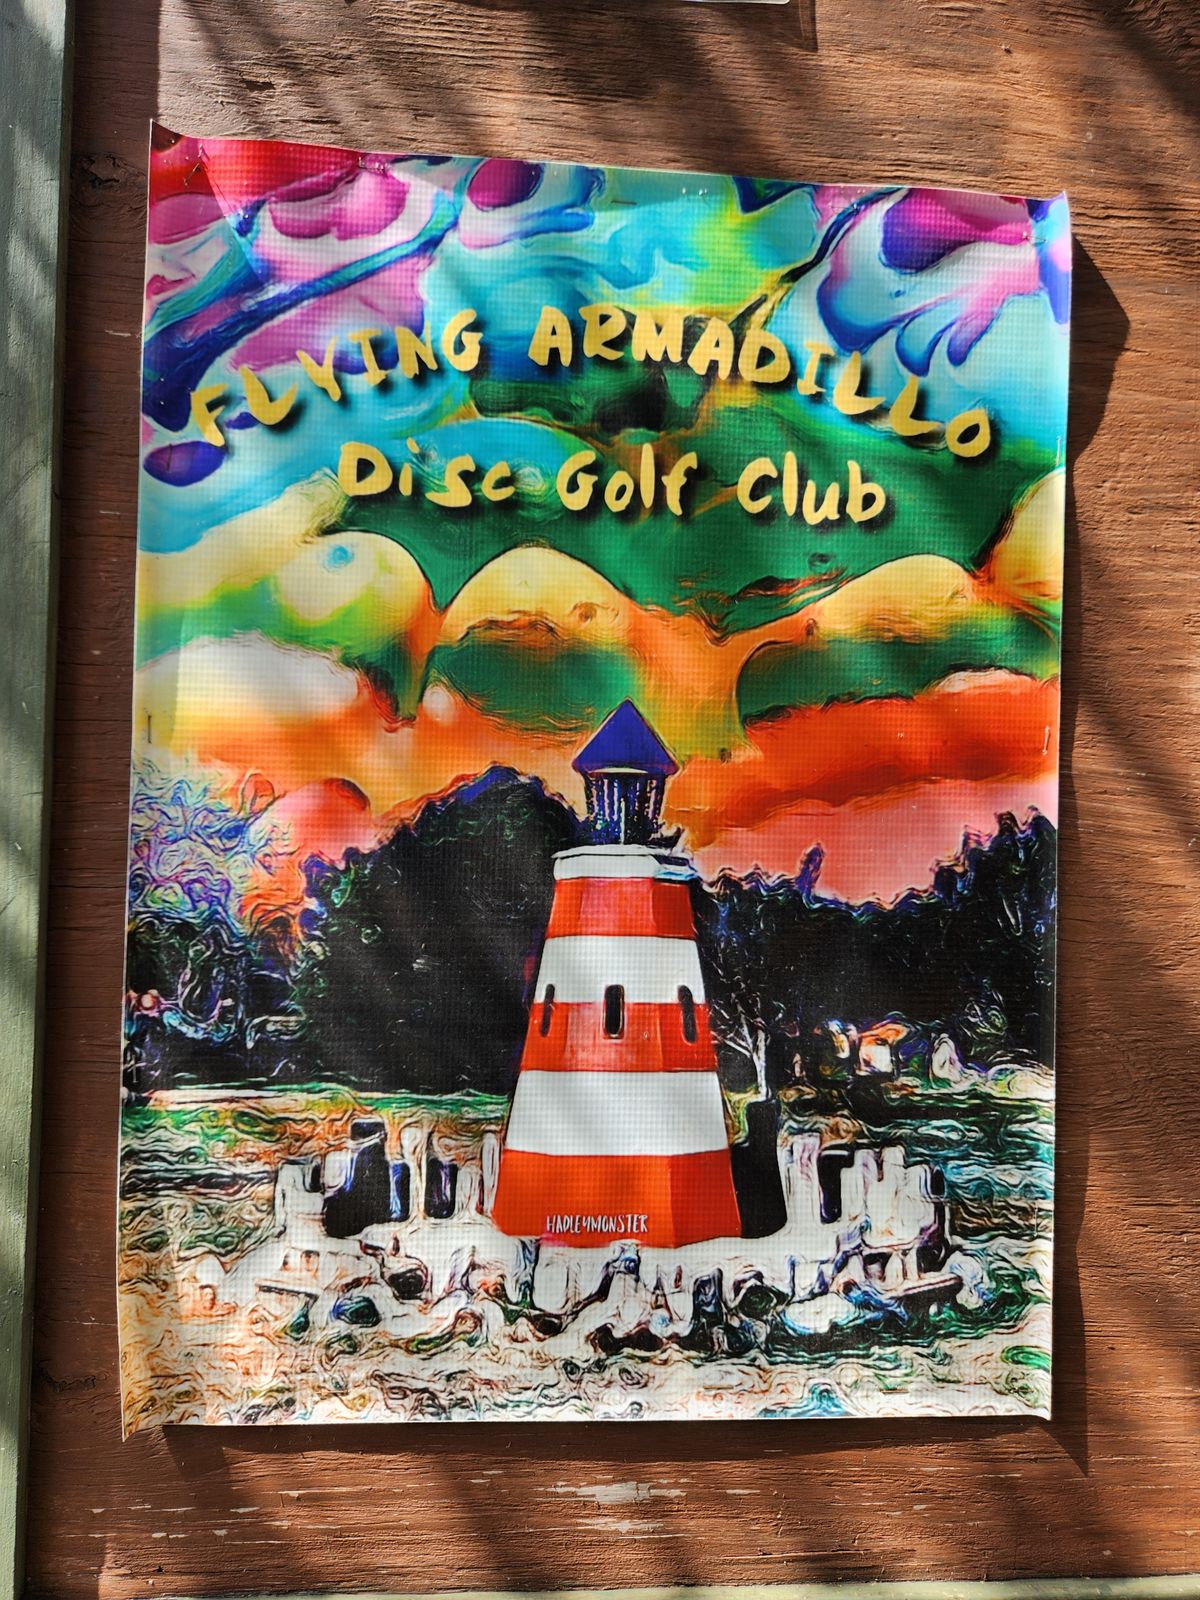 FLYING ARMADILLO
Disc Golf Club
HADLEYMONSTER